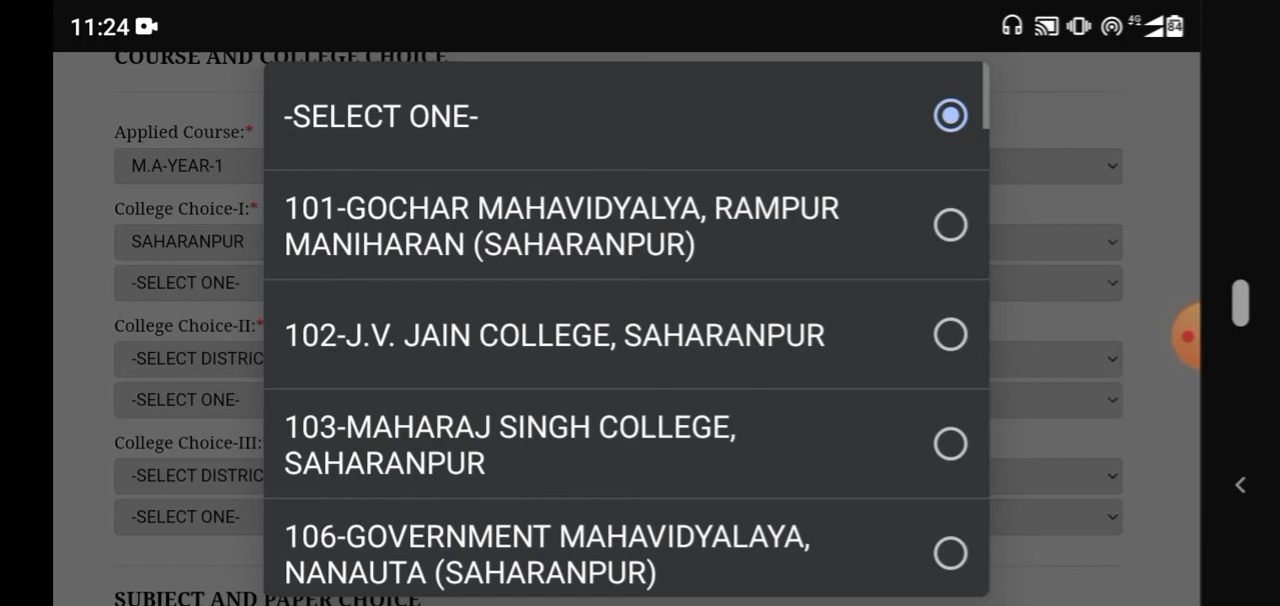 11:24
4G
84
COURSE AND COLLEGE CHOICE
-SELECT ONE-
Applied Course:*
M.A-YEAR-1
101-GOCHAR MAHAVIDYALYA, RAMPUR
MANIHARAN (SAHARANPUR)
College Choice-I:*
SAHARANPUR
-SELECT ONE-
102-J.V. JAIN COLLEGE, SAHARANPUR
College Choice-II:*
-SELECT DISTRIC
-SELECT ONE-
103-MAHARAJ SINGH COLLEGE,
SAHARANPUR
College Choice-III:
-SELECT DISTRIC
-SELECT ONE-
106-GOVERNMENT MAHAVIDYALAYA,
NANAUTA (SAHARANPUR)
SUBJECT AND PAPER CHOICE